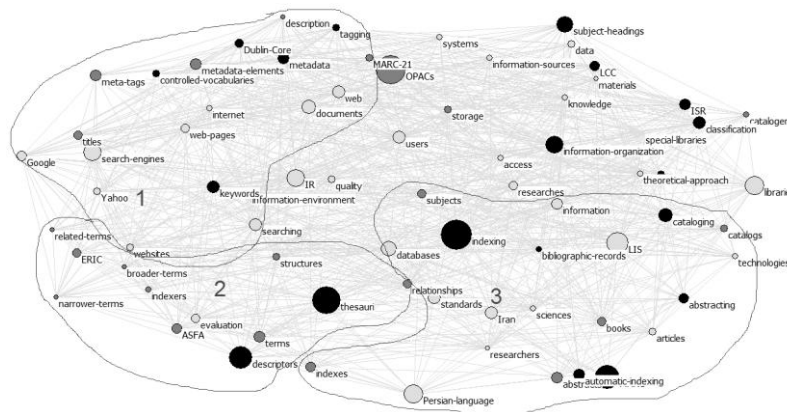 description
tagging
subject-headings
systems
Dublin-Core
data
MARC-21
information-sources
metadata
metadata-elements
LCC
OPACs
materials
meta-tags
controlled-vocabularies
web
knowledge
internet
documents
ISR
storage
cataloger
titles
web-pages
classification
users
special-libraries
information-organization
Google
search-engines
access
theoretical-approach
IR
quality
researches
librarie
Yahoo
1
keywords
information-environment
subjects
information
searching
cataloging
related-terms
indexing
catalogs
websites
databases
LIS
ERIC
bibliographic-records
structures
technologies
broader-terms
2
indexers
relationships
3
narrower-terms
standards
abstracting
thesauri
sciences
evaluation
Iran
ASFA
books
articles
terms
researchers
descriptors
indexes
automatic-indexing
Persian-language